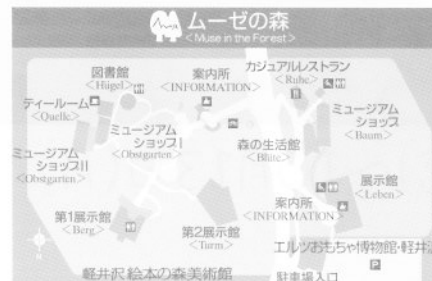 ムーゼの森
<Muse in the Forest>
図書館
<Hügel>
案内所
<INFORMATION>
カジュアルレストラン
<Ruhe>
ティールーム
<Quelle>
ミュージアム
ショップⅠ
<Obstgarten>
ミュージアム
ショップ
<Baum>
森の生活館
<Blüte>
ミュージアム
ショップⅡ
<Obstgarten>
展示館
<Leben>
案内所
<INFORMATION>
第1展示館
<Berg>
第2展示館
<Turm>
エルツおもちゃ博物館・軽井沢
P
軽井沢絵本の森美術館
駐車場入口